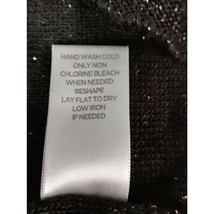 HAND WASH COLD
ONLY NON
CHLORINE BLEACH
WHEN NEEDED
RESHAPE
LAY FLAT TO DRY
LOW IRON
IF NEEDED